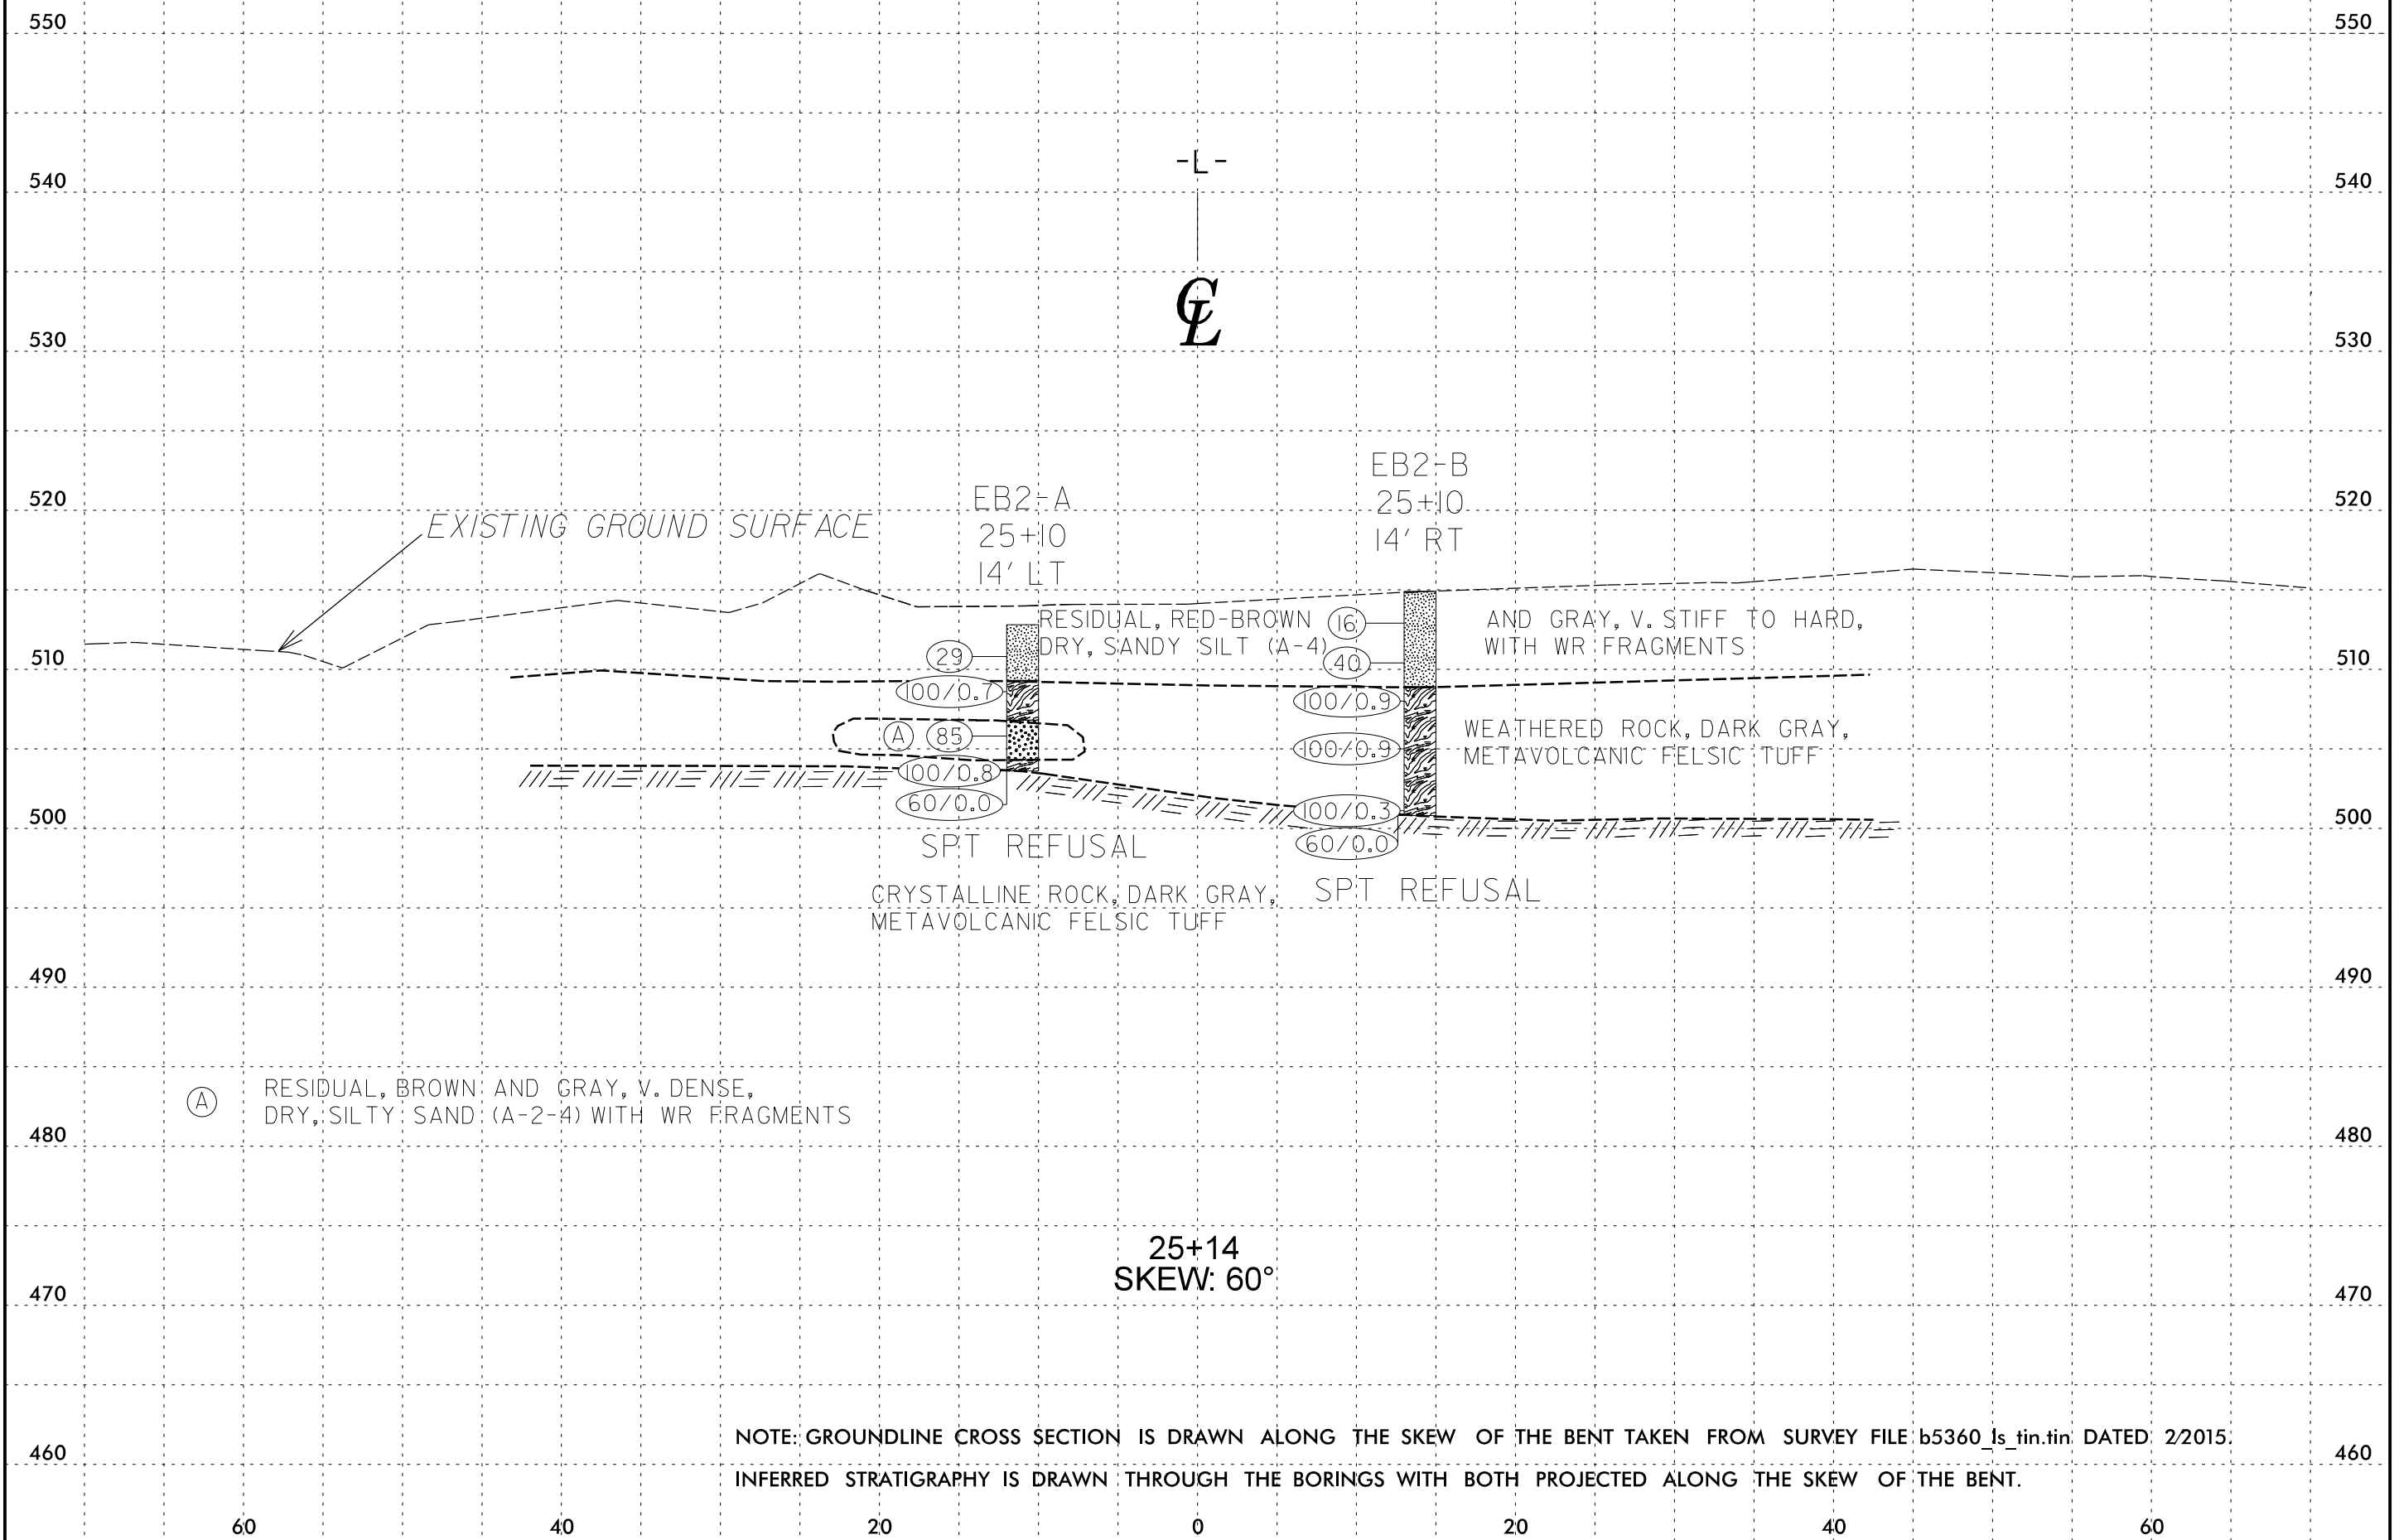 550 550
-L-
540 540
℄
530 530
EB2-B
25+10
14' RT
EB2-A
25+10
14' LT
520 520
EXISTING GROUND SURFACE
RESIDUAL, RED-BROWN
DRY, SANDY SILT (A-4)
16
40
AND GRAY, V. STIFF TO HARD,
WITH WR FRAGMENTS
510 510
29
100/0.7
100/0.9
A 85
100/0.9
WEATHERED ROCK, DARK GRAY,
METAVOLCANIC FELSIC TUFF
100/0.8
60/0.0
100/0.3
60/0.0
500 500
SPT REFUSAL
SPT REFUSAL
CRYSTALLINE ROCK, DARK GRAY,
METAVOLCANIC FELSIC TUFF
490 490
A
RESIDUAL, BROWN AND GRAY, V. DENSE,
DRY, SILTY SAND (A-2-4) WITH WR FRAGMENTS
480 480
25+14
SKEW: 60°
470 470
NOTE: GROUNDLINE CROSS SECTION IS DRAWN ALONG THE SKEW OF THE BENT TAKEN FROM SURVEY FILE b5360_ls_tin.tin DATED 2/2015.
460 460
INFERRED STRATIGRAPHY IS DRAWN THROUGH THE BORINGS WITH BOTH PROJECTED ALONG THE SKEW OF THE BENT.
60 40 20 0 20 40 60